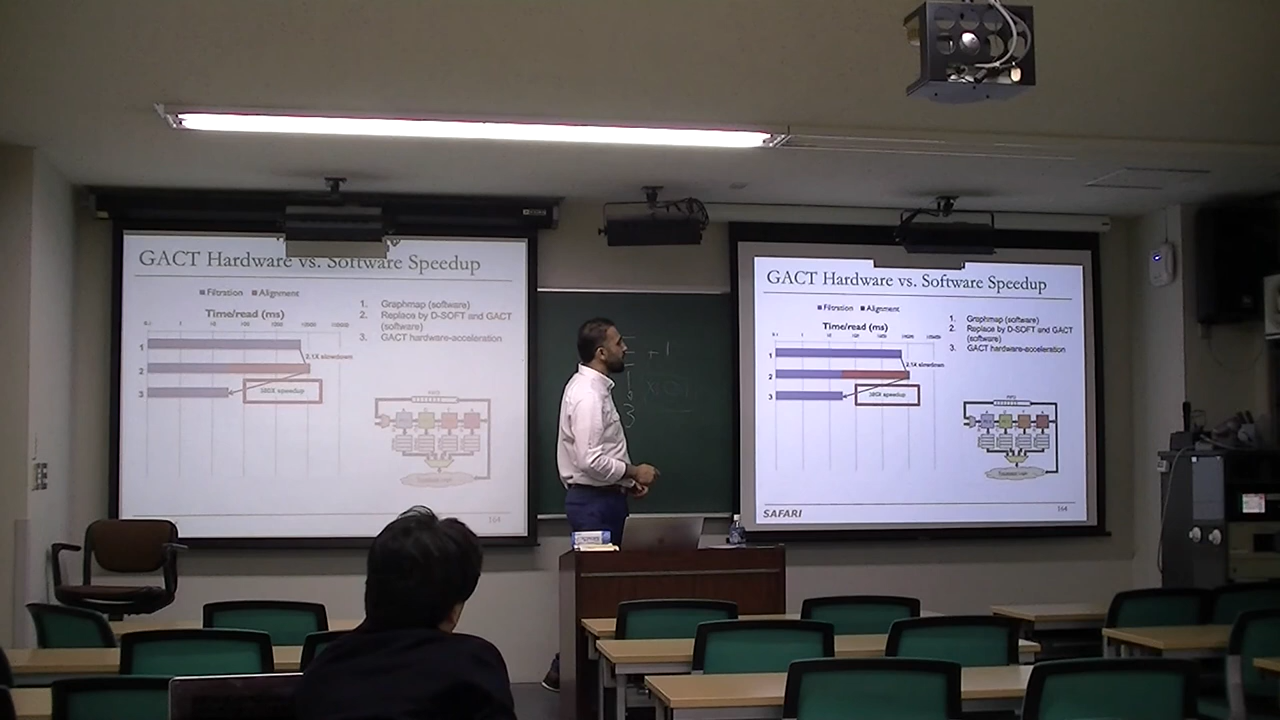 GACT Hardware vs. Software Speedup
Filtration Alignment
Time/read (ms)
1
2
3
2.1X slowdown
380X speedup
1. Graphmap (software)
2. Replace by D-SOFT and GACT
(software)
3. GACT hardware-acceleration
164
+1
GACT Hardware vs. Software Speedup
Filtration Alignment
Time/read (ms)
1
2
3
2.1X slowdown
380X speedup
1. Graphmap (software)
2. Replace by D-SOFT and GACT
(software)
3. GACT hardware-acceleration
SAFARI
164